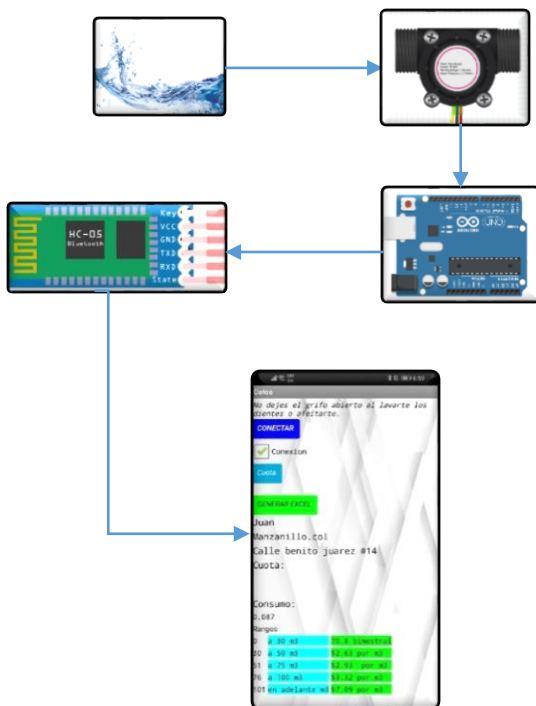 HC-05
Bluetooth
Key
VCC
GND
TXD
RXD
State
UNO
Datos
No dejes el grifo abierto al lavarte los
dientes o afeitarte.
CONECTAR
Conexion
Cuota
GENERAR EXCEL
Juan
Manzanillo.col
Calle benito juarez #14
Cuota:
Consumo:
0.087
Rangos
0 a 30 m3 70.8 bimestral
30 a 50 m3 52.63 por m3
51 a 75 m3 52.93 por m3
76 a 100 m3 53.32 por m3
101 en adelante m3 57.09 por m3